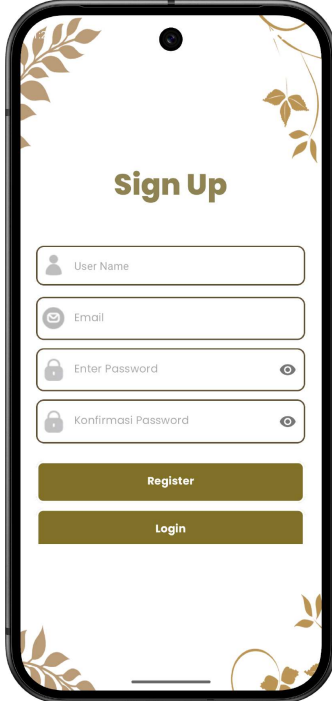 Sign Up
User Name
Email
Enter Password
Konfirmasi Password
Register
Login